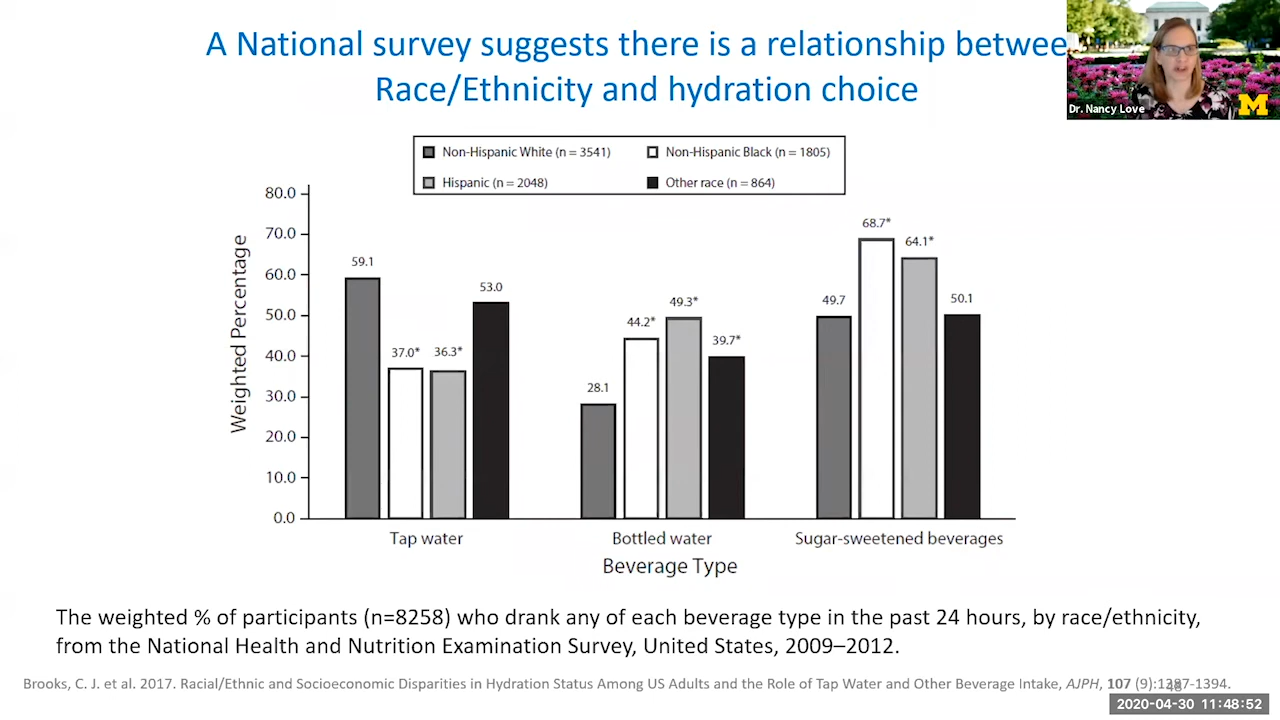 A National survey suggests there is a relationship betwee
Race/Ethnicity and hydration choice
Dr. Nancy Love
M
Non-Hispanic White (n = 3541)
Non-Hispanic Black (n = 1805)
Hispanic (n = 2048)
Other race (n = 864)
Weighted Percentage
80.0
70.0
60.0
50.0
40.0
30.0
20.0
10.0
0.0
59.1
37.0*
36.3*
53.0
28.1
44.2*
49.3*
39.7*
49.7
68.7*
64.1*
50.1
Tap water
Bottled water
Sugar-sweetened beverages
Beverage Type
The weighted % of participants (n=8258) who drank any of each beverage type in the past 24 hours, by race/ethnicity,
from the National Health and Nutrition Examination Survey, United States, 2009–2012.
Brooks, C. J. et al. 2017. Racial/Ethnic and Socioeconomic Disparities in Hydration Status Among US Adults and the Role of Tap Water and Other Beverage Intake, AJPH, 107 (9):1387-1394.
2020-04-30 11:48:52